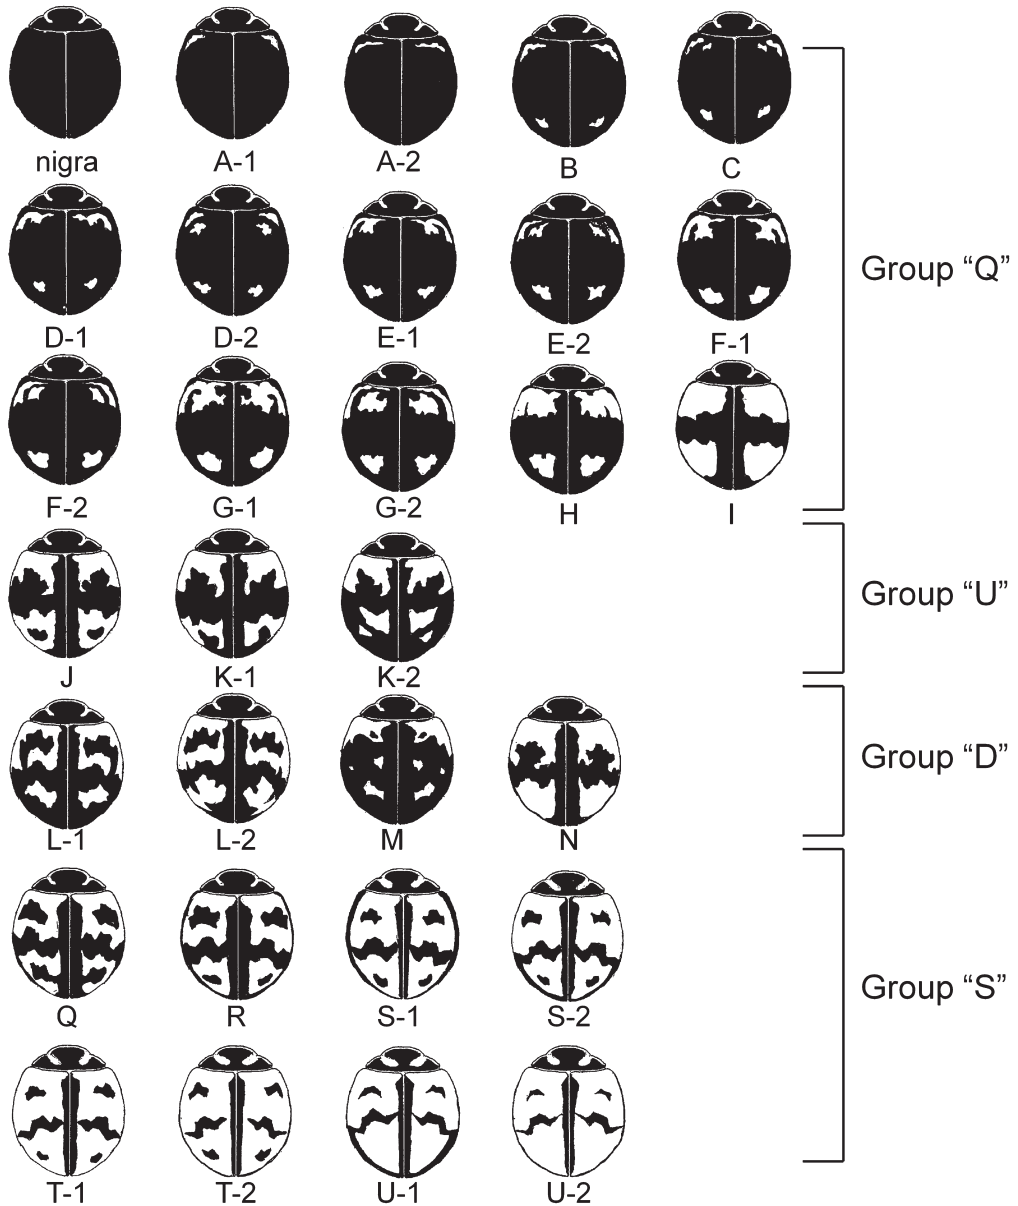 nigra A-1 A-2 B C
Group “Q”
D-1 D-2 E-1 E-2 F-1
F-2 G-1 G-2 H I
J K-1 K-2
Group “U”
L-1 L-2 M N
Group “D”
Q R S-1 S-2
Group “S”
T-1 T-2 U-1 U-2